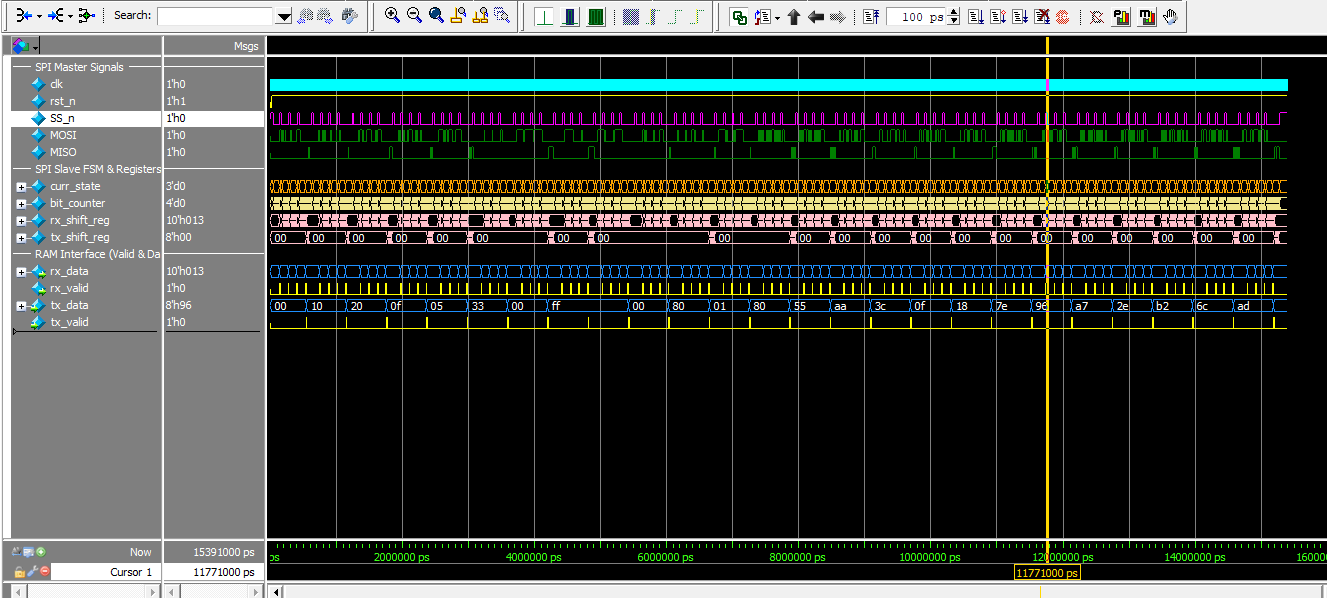 Search: 100 ps
Msgs
SPI Master Signals
clk 1'h0
rst_n 1'h1
SS_n 1'h0
MOSI 1'h0
MISO 1'h0
SPI Slave FSM & Registers
curr_state 3'd0
bit_counter 4'd0
rx_shift_reg 10'h013
tx_shift_reg 8'h00 00 00 00 00 00 00 00 00 00 00 00 00 00 00 00 00 00 00 00 00 00
RAM Interface (Valid & Da
rx_data 10'h013
rx_valid 1'h0
tx_data 8'h96 00 10 20 0f 05 33 00 ff 00 80 01 80 55 aa 3c 0f 18 7e 96 a7 2e b2 6c ad
tx_valid 1'h0
Now 15391000 ps ps 2000000 ps 4000000 ps 6000000 ps 8000000 ps 10000000 ps 12000000 ps 14000000 ps 160000
Cursor 1 11771000 ps 11771000 ps